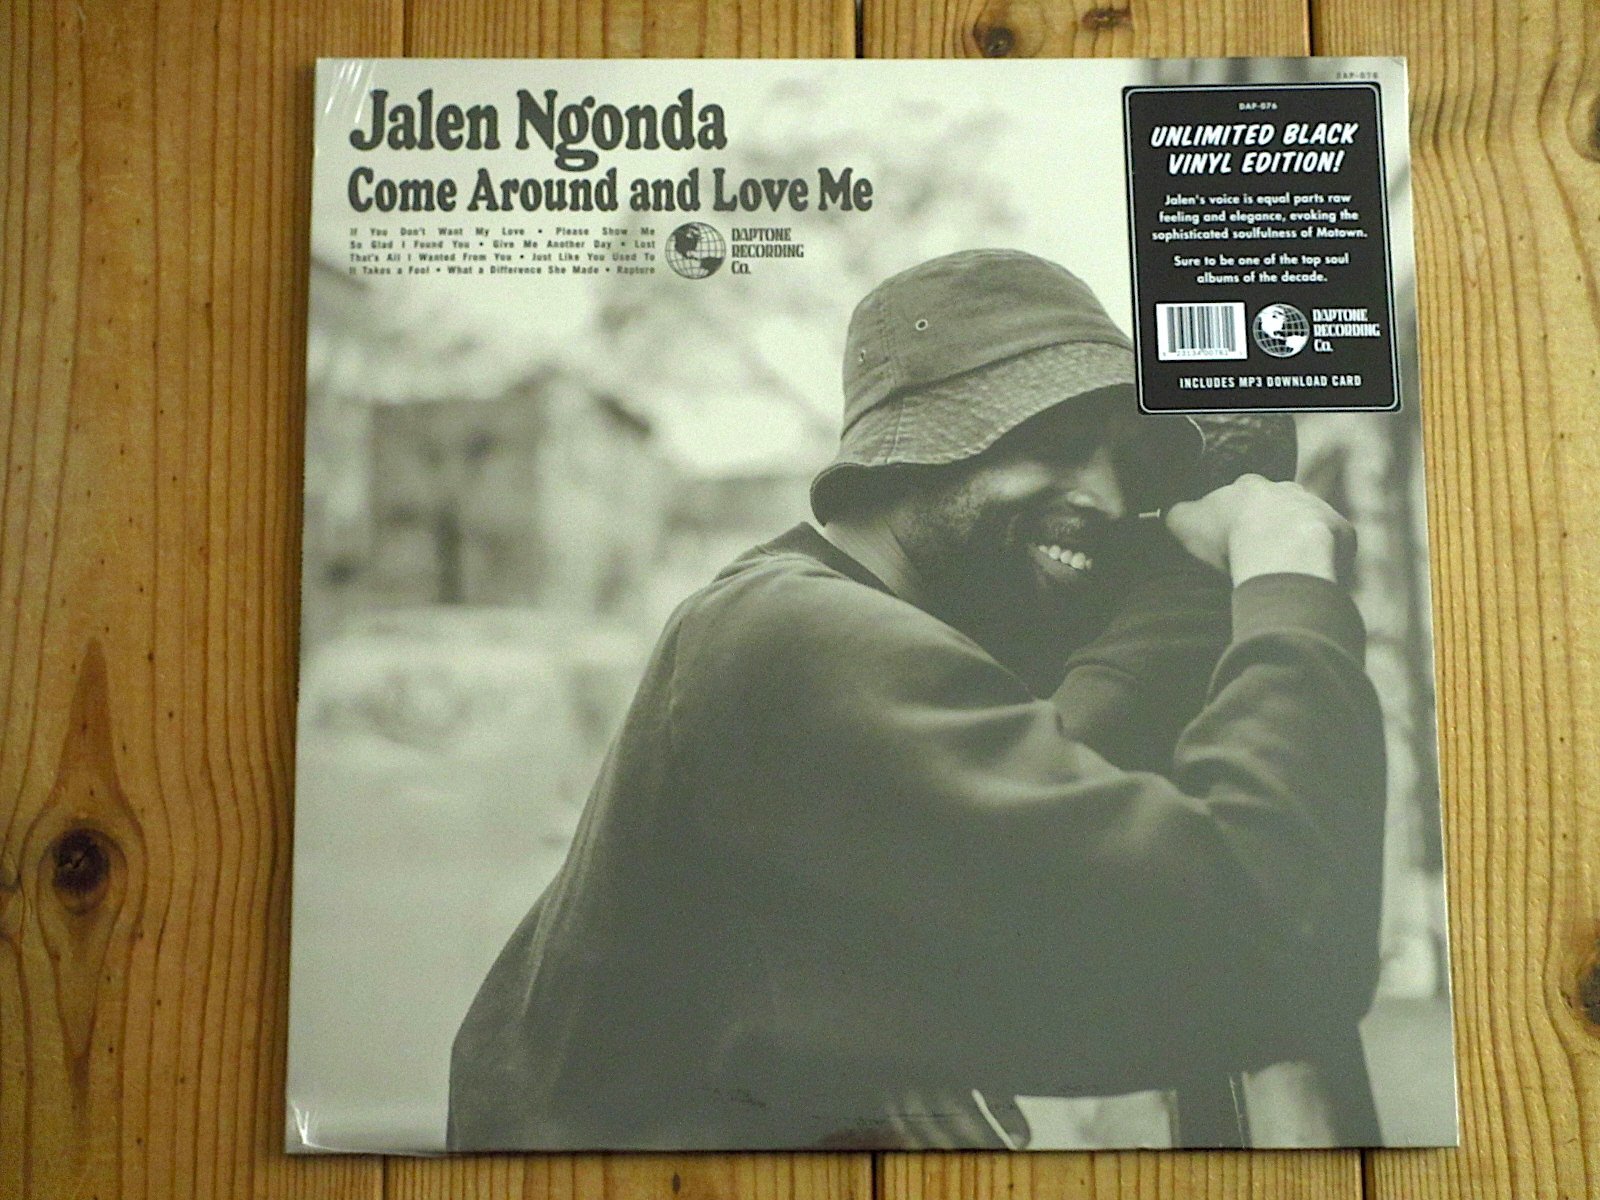 Jalen Ngonda
Come Around and Love Me
If You Don't Want My Love • Please Show Me
So Glad I Found You • Give Me Another Day • Lost
That's All I Wanted From You • Just Like You Used To
It Takes a Fool • What a Difference She Made • Rapture
DAPTONE
RECORDING
Co.
DAP-076
DAP-076
UNLIMITED BLACK
VINYL EDITION!
Jalen's voice is equal parts raw
feeling and elegance, evoking the
sophisticated soulfulness of Motown.
Sure to be one of the top soul
albums of the decade.
DAPTONE
RECORDING
Co.
INCLUDES MP3 DOWNLOAD CARD